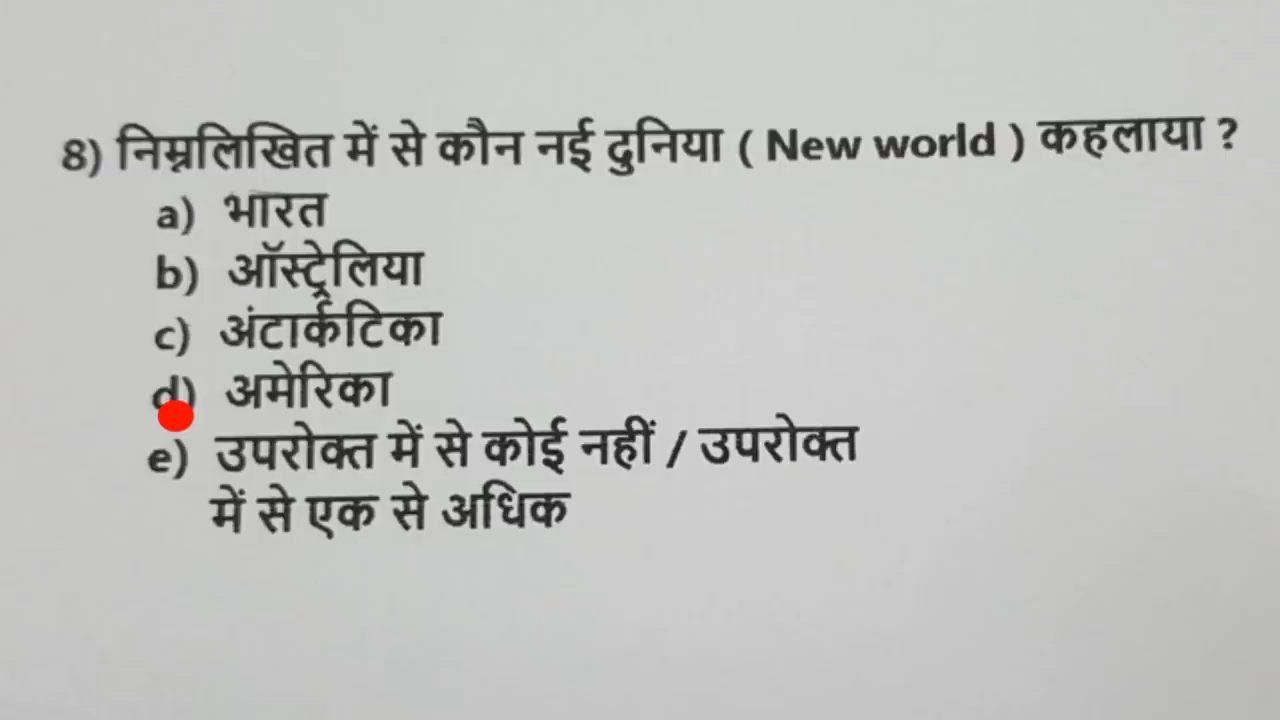 8) निम्नलिखित में से कौन नई दुनिया ( New world ) कहलाया ?
a) भारत
b) ऑस्ट्रेलिया
c) अंटार्कटिका
d) अमेरिका
e) उपरोक्त में से कोई नहीं / उपरोक्त
में से एक से अधिक